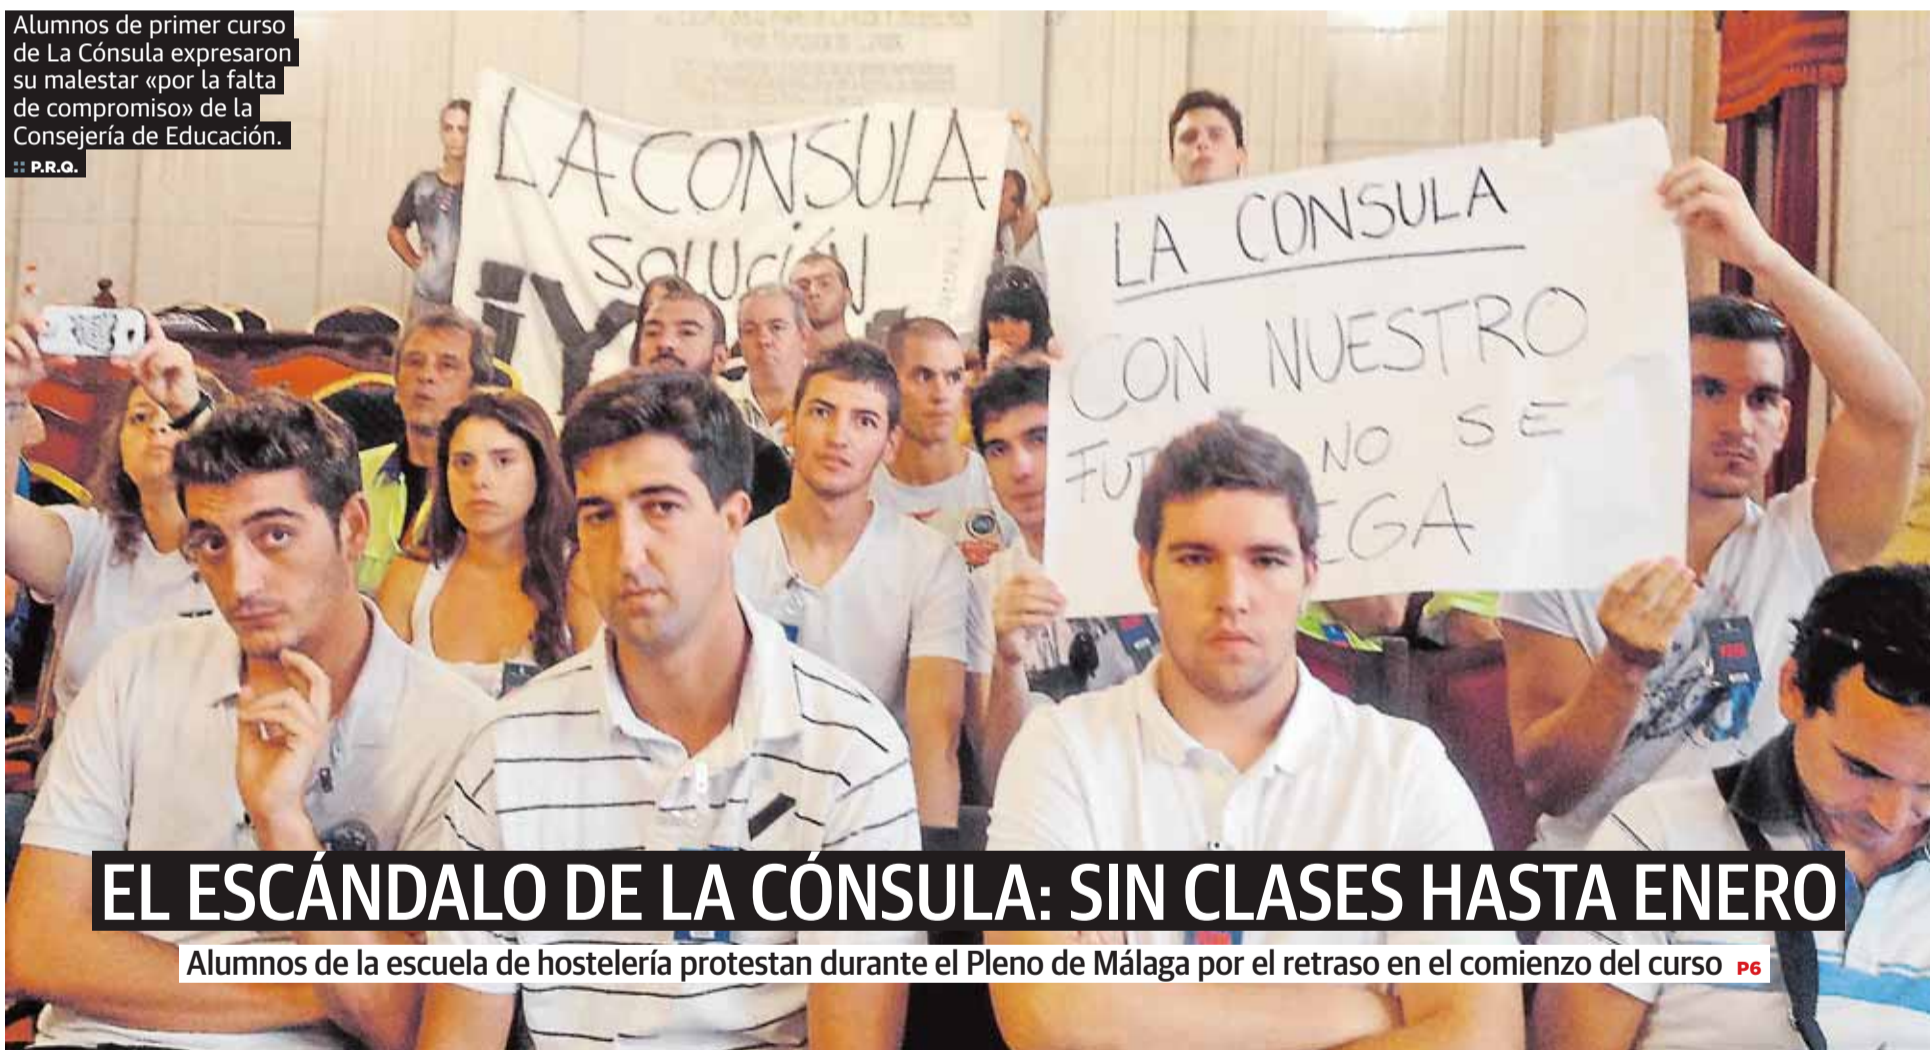 Alumnos de primer curso
de La Cónsula expresaron
su malestar «por la falta
de compromiso» de la
Consejería de Educación.
:: P.R.Q.
LA CONSULA
SOLUCIÓN
LA CONSULA
CON NUESTRO
NO SE
EL ESCÁNDALO DE LA CÓNSULA: SIN CLASES HASTA ENERO
Alumnos de la escuela de hostelería protestan durante el Pleno de Málaga por el retraso en el comienzo del curso P6